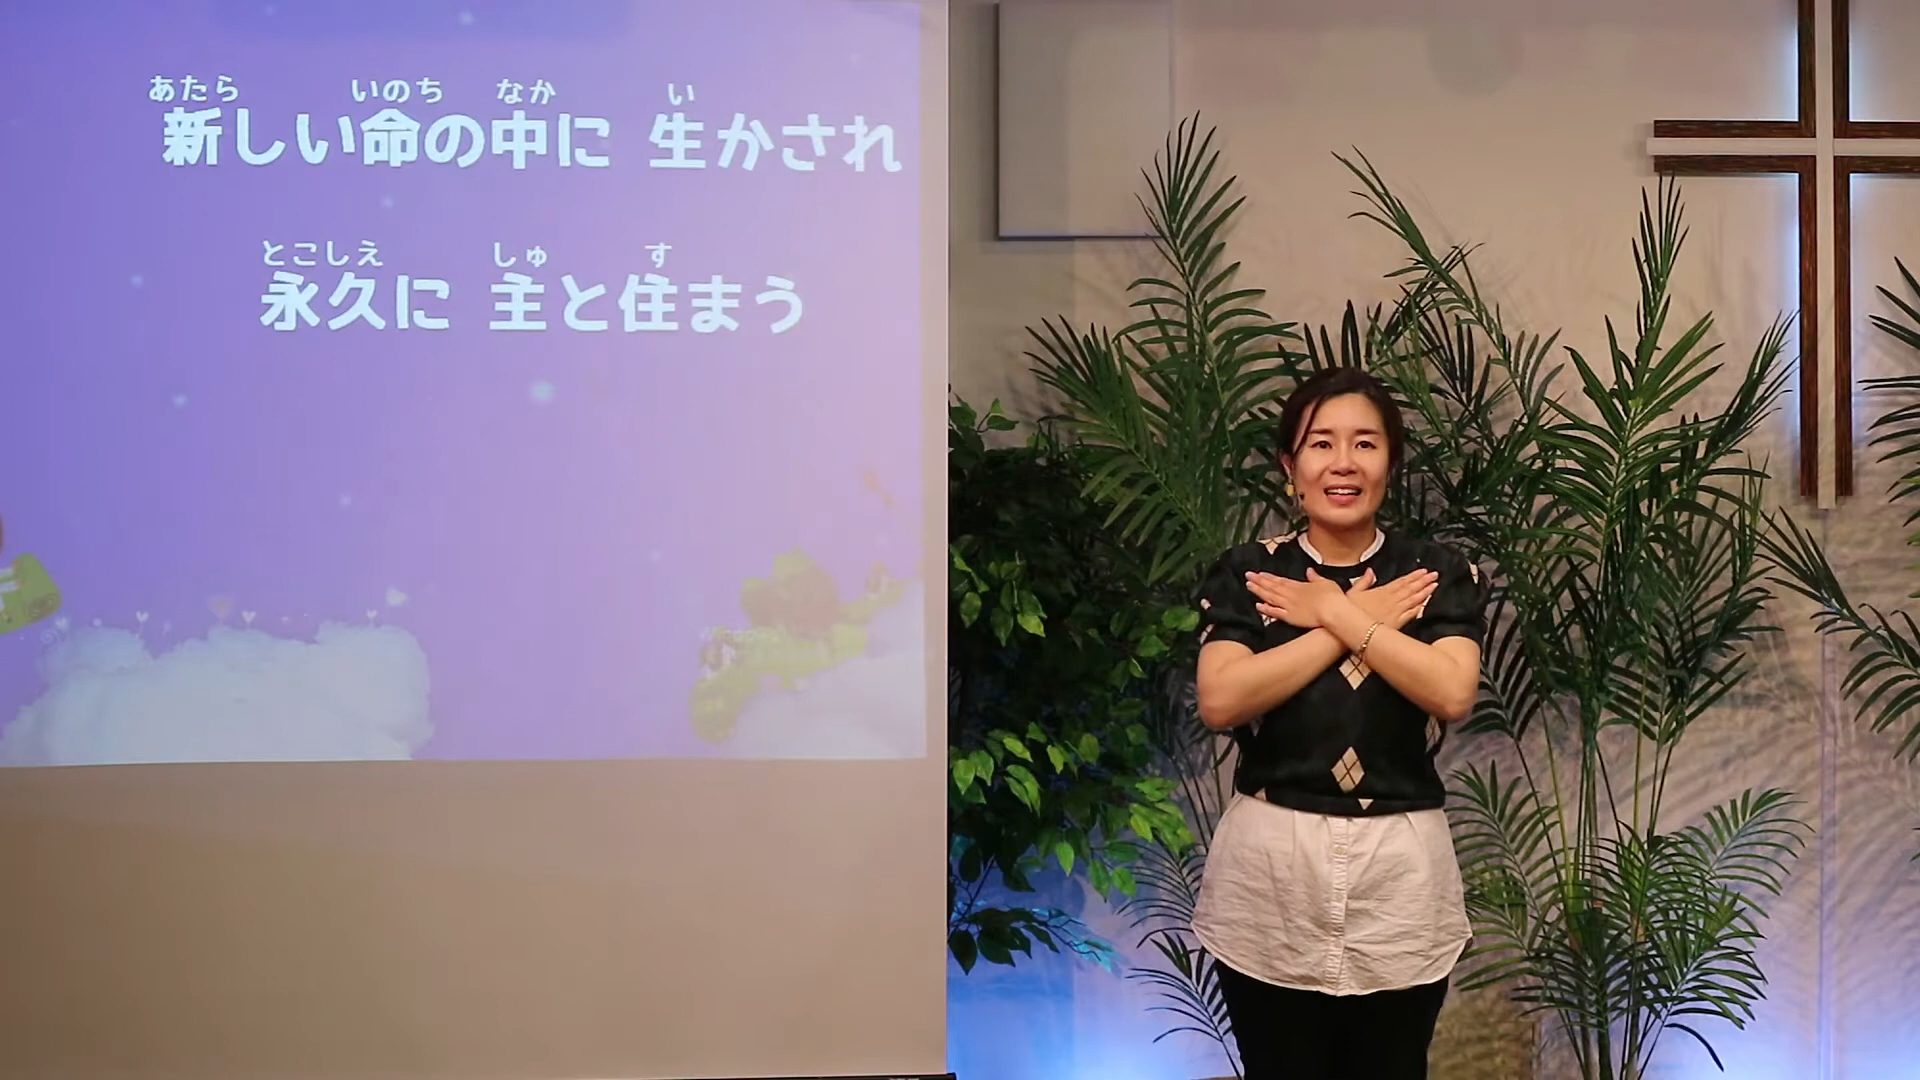 あたら いのち なか い
新しい命の中に 生かされ
とこしえ しゅ す
永久に 主と住まう